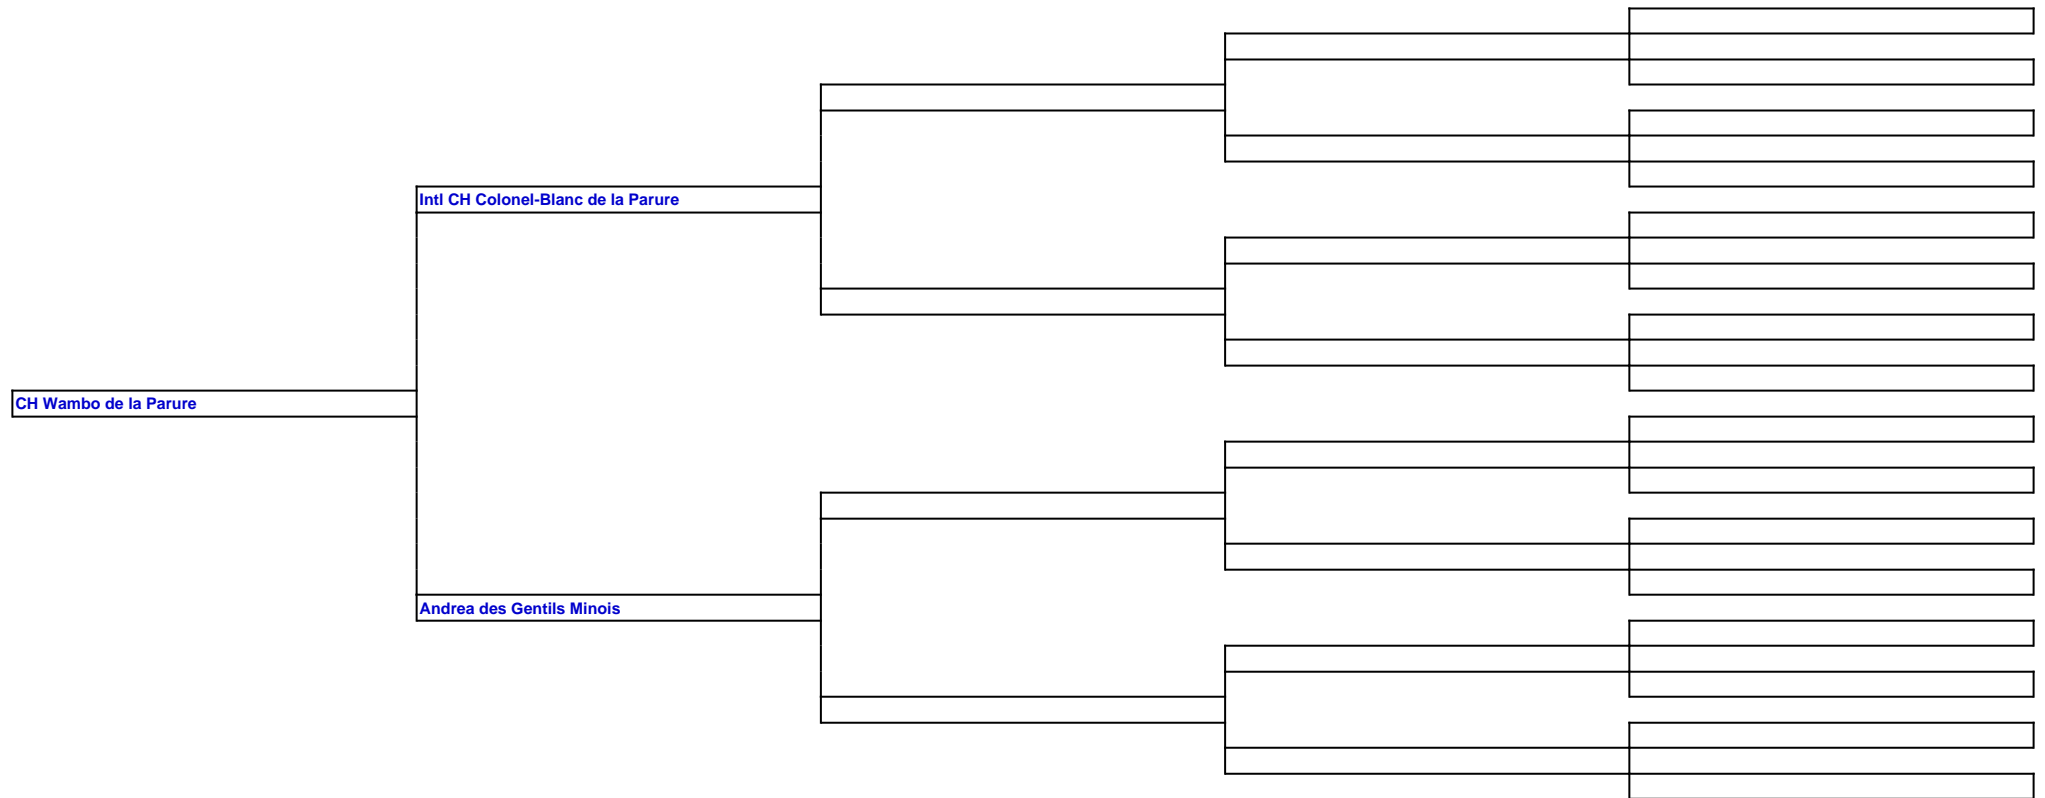 Intl CH Colonel-Blanc de la Parure
CH Wambo de la Parure
Andrea des Gentils Minois